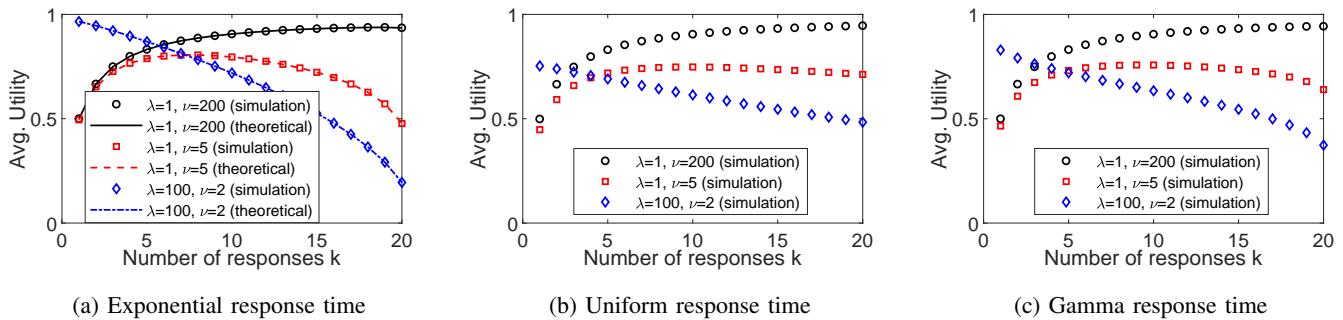 Avg. Utility
1
0.5
0
λ=1, ν=200 (simulation)
λ=1, ν=200 (theoretical)
λ=1, ν=5 (simulation)
λ=1, ν=5 (theoretical)
λ=100, ν=2 (simulation)
λ=100, ν=2 (theoretical)
0 5 10 15 20
Number of responses k
(a) Exponential response time
Avg. Utility
1
0.5
0
λ=1, ν=200 (simulation)
λ=1, ν=5 (simulation)
λ=100, ν=2 (simulation)
0 5 10 15 20
Number of responses k
(b) Uniform response time
Avg. Utility
1
0.5
0
λ=1, ν=200 (simulation)
λ=1, ν=5 (simulation)
λ=100, ν=2 (simulation)
0 5 10 15 20
Number of responses k
(c) Gamma response time